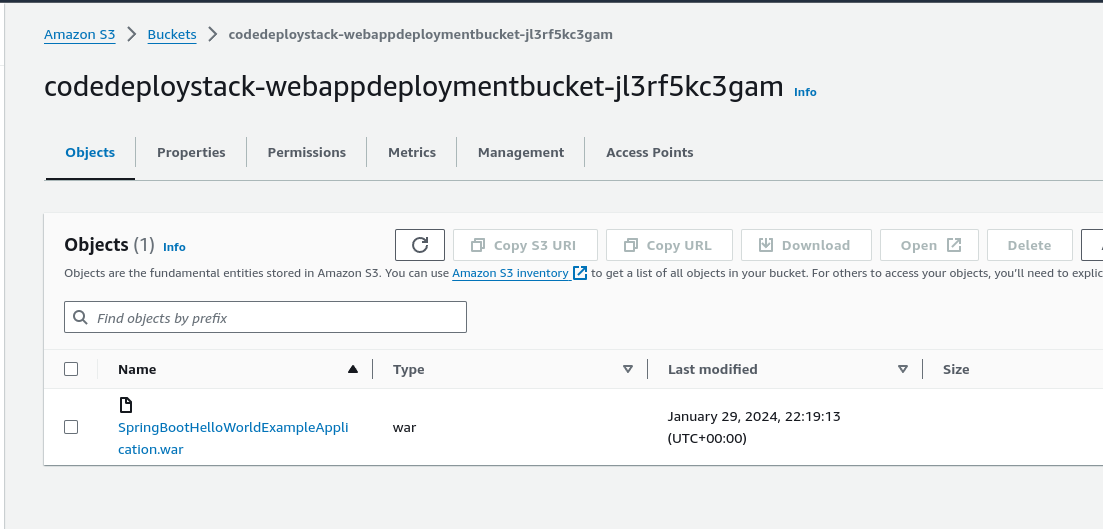 Amazon S3 > Buckets > codedeploystack-webappdeploymentbucket-jl3rf5kc3gam
codedeploystack-webappdeploymentbucket-jl3rf5kc3gam Info
Objects Properties Permissions Metrics Management Access Points
Objects (1) Info Copy S3 URI Copy URL Download Open Delete
Objects are the fundamental entities stored in Amazon S3. You can use Amazon S3 inventory to get a list of all objects in your bucket. For others to access your objects, you'll need to explic
Find objects by prefix
Name Type Last modified Size
SpringBootHelloWorldExampleAppli
cation.war
war
January 29, 2024, 22:19:13
(UTC+00:00)